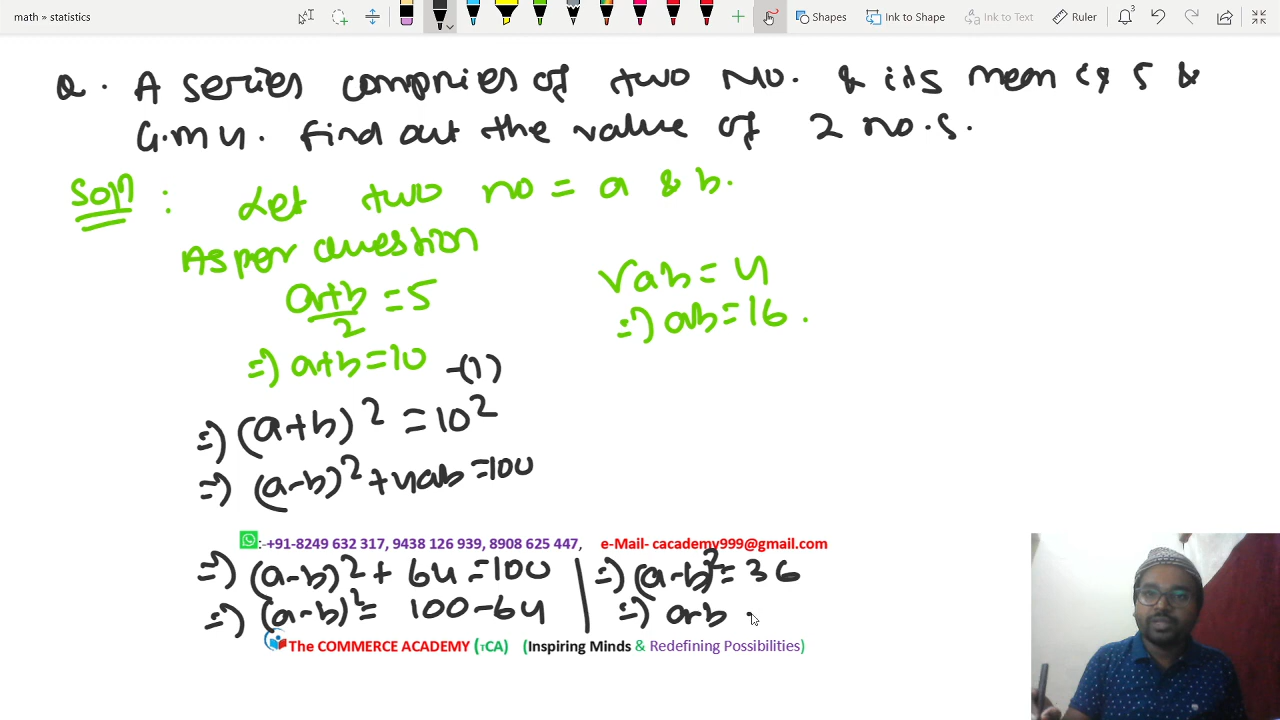 math » statistics
Shapes
Ink to Shape
Ink to Text
Ruler
Q. A series compries of two No. & its mean is 5 &
G.M 4. find out the value of 2 no.s.
Soln : Let two no = a & b.
As per question
a+b/2 = 5
√ab = 4
=) ab = 16.
=) a+b = 10 -(1)
=) (a+b)² = 10²
=) (a-b)² + 4ab = 100
:-+91-8249 632 317, 9438 126 939, 8908 625 447, e-Mail- cacademy999@gmail.com
=) (a-b)² + 64 = 100
=) (a-b)² = 100-64
=) (a-b)² = 36
=) a-b
The COMMERCE ACADEMY (TCA) (Inspiring Minds & Redefining Possibilities)